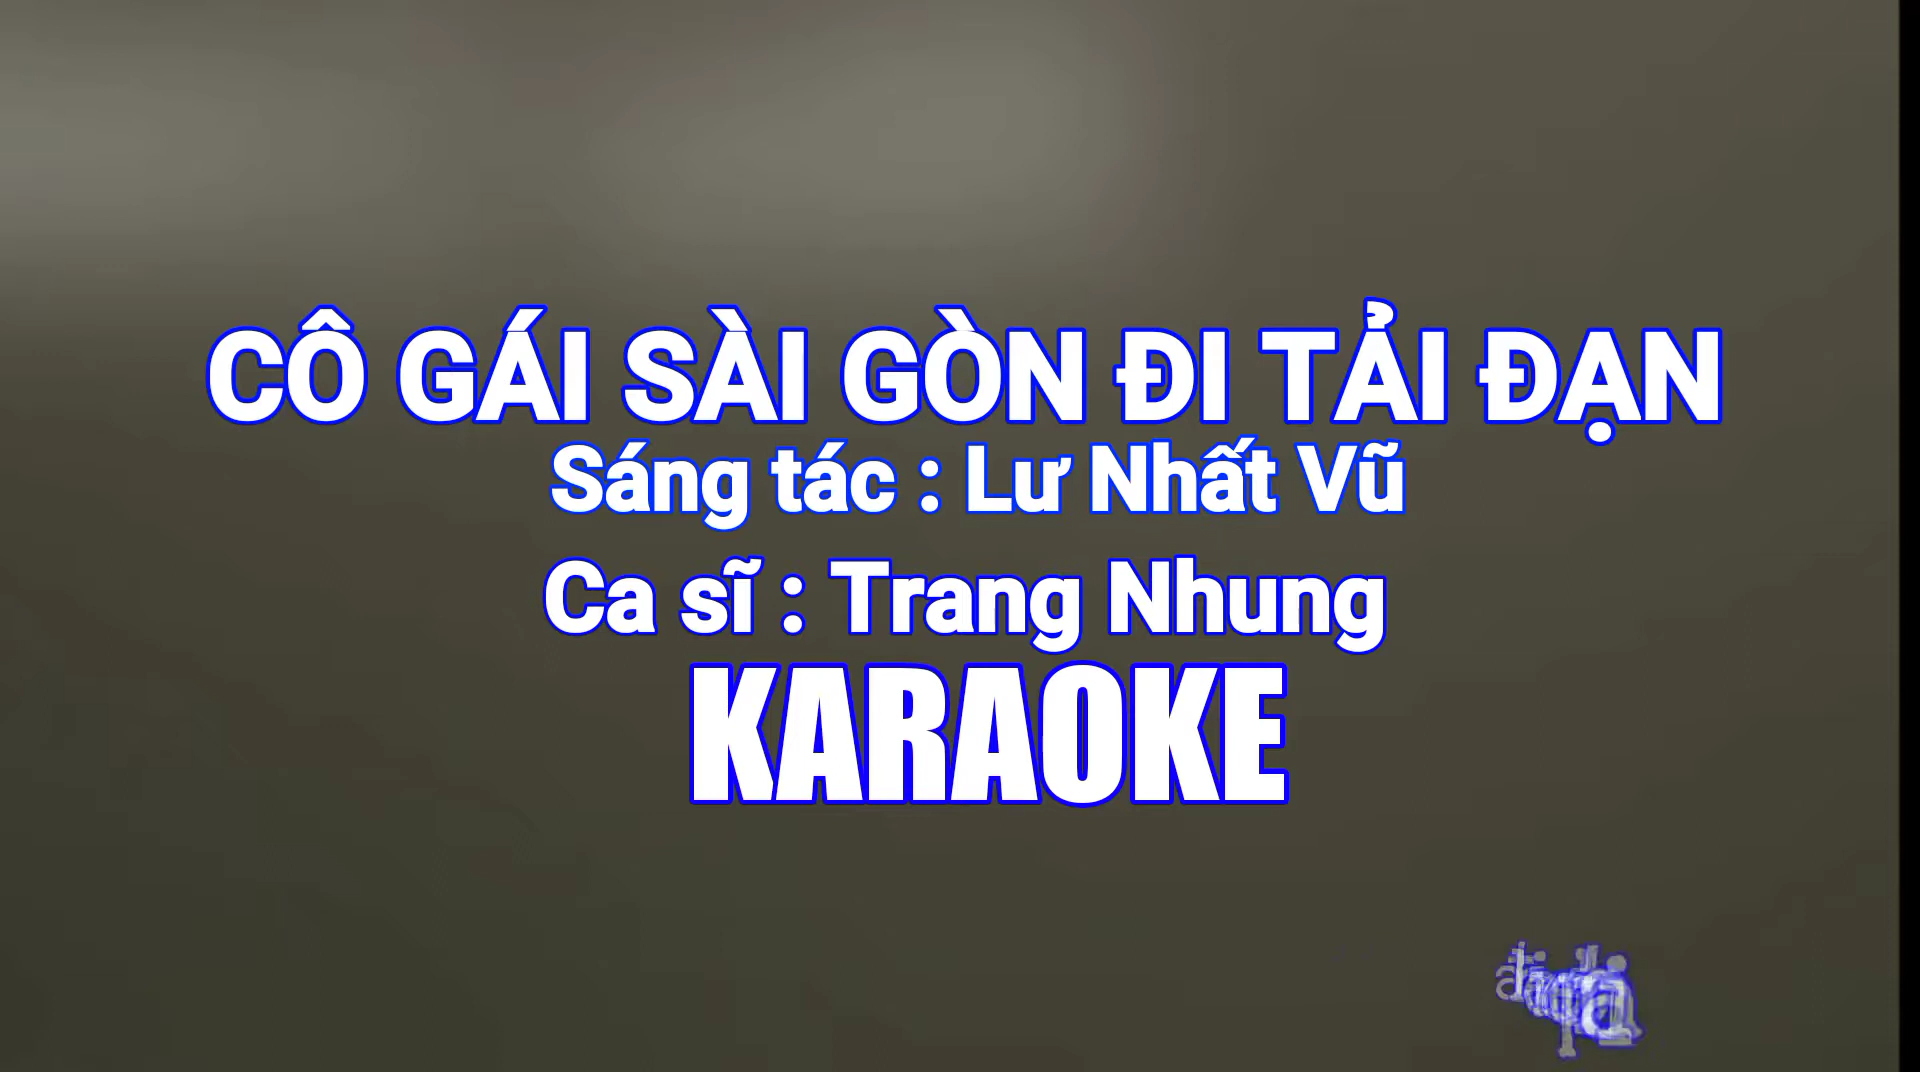 CÔ GÁI SÀI GÒN ĐI TẢI ĐẠN
Sáng tác : Lư Nhất Vũ
Ca sĩ : Trang Nhung
KARAOKE